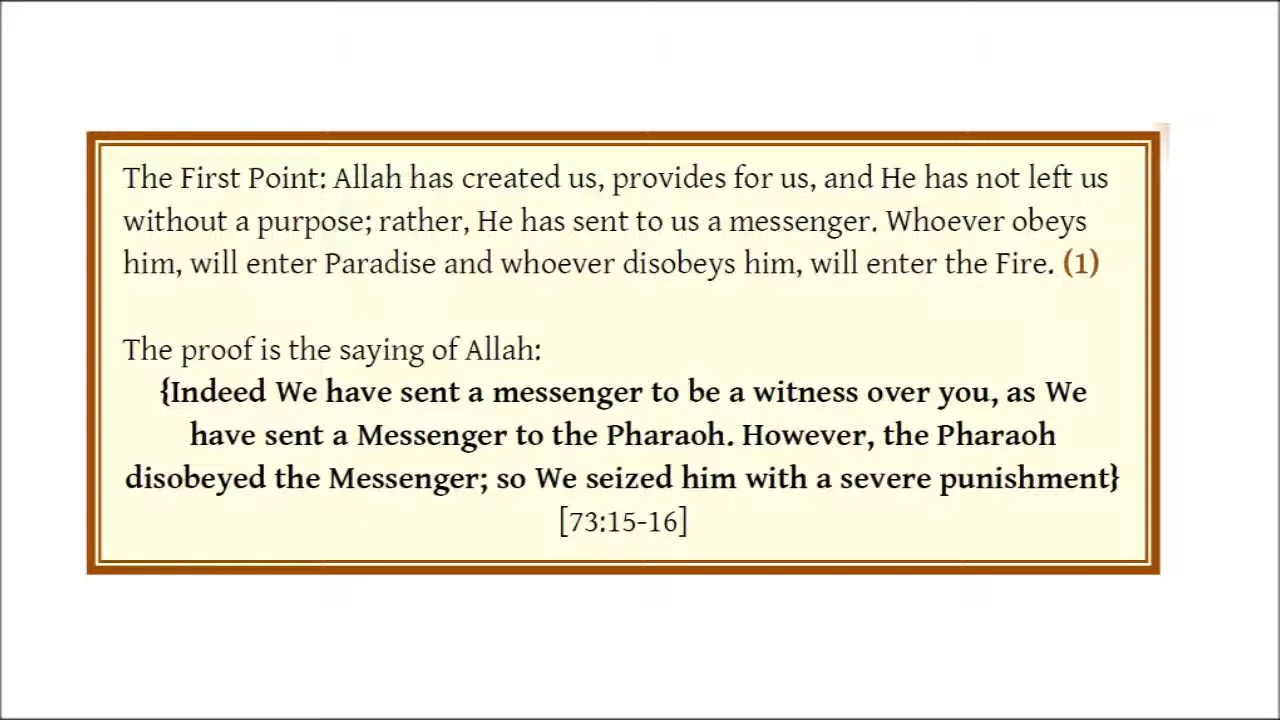 The First Point: Allah has created us, provides for us, and He has not left us
without a purpose; rather, He has sent to us a messenger. Whoever obeys
him, will enter Paradise and whoever disobeys him, will enter the Fire. (1)
The proof is the saying of Allah:
{Indeed We have sent a messenger to be a witness over you, as We
have sent a Messenger to the Pharaoh. However, the Pharaoh
disobeyed the Messenger; so We seized him with a severe punishment}
[73:15-16]